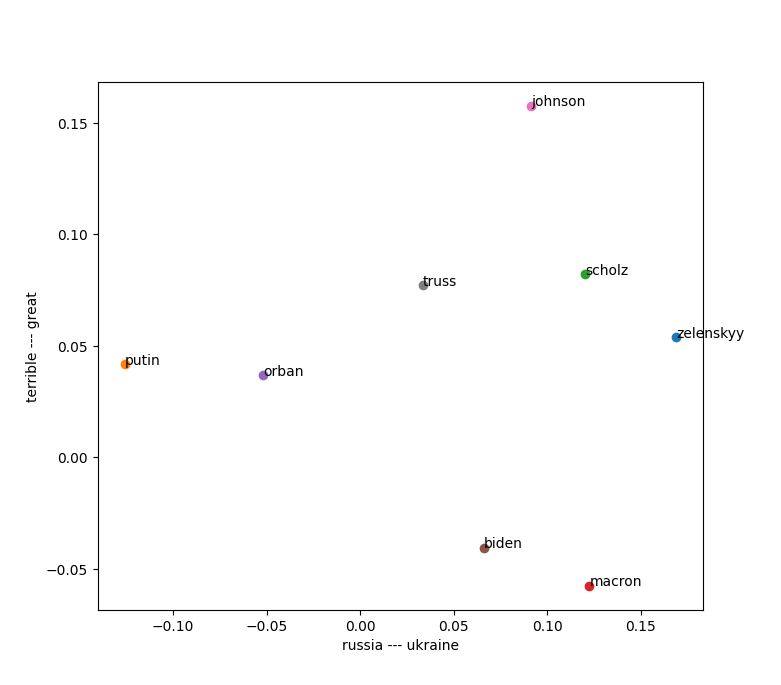 johnson
0.15
0.10
scholz
truss
zelenskyy
0.05
putin
orban
0.00
biden
macron
−0.05
−0.10 −0.05 0.00 0.05 0.10 0.15
russia --- ukraine
terrible --- great